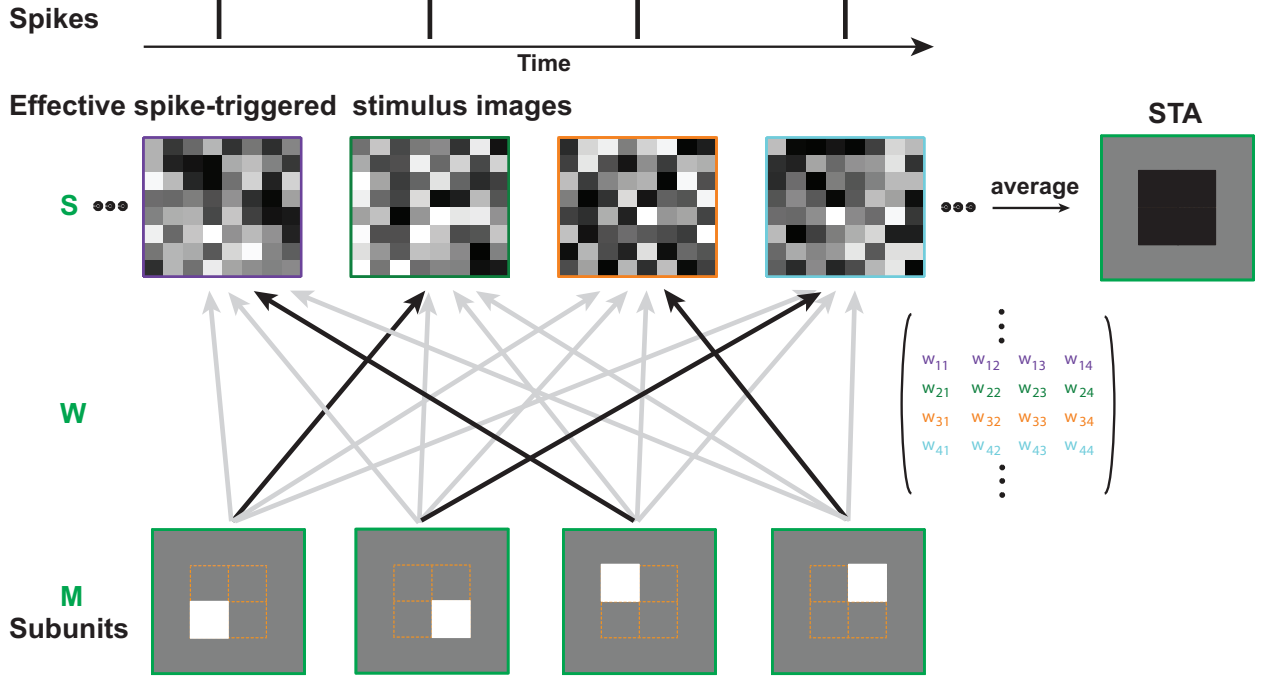 Spikes
Time
Effective spike-triggered stimulus images
STA
S
average
W
w11 w12 w13 w14
w21 w22 w23 w24
w31 w32 w33 w34
w41 w42 w43 w44
M
Subunits